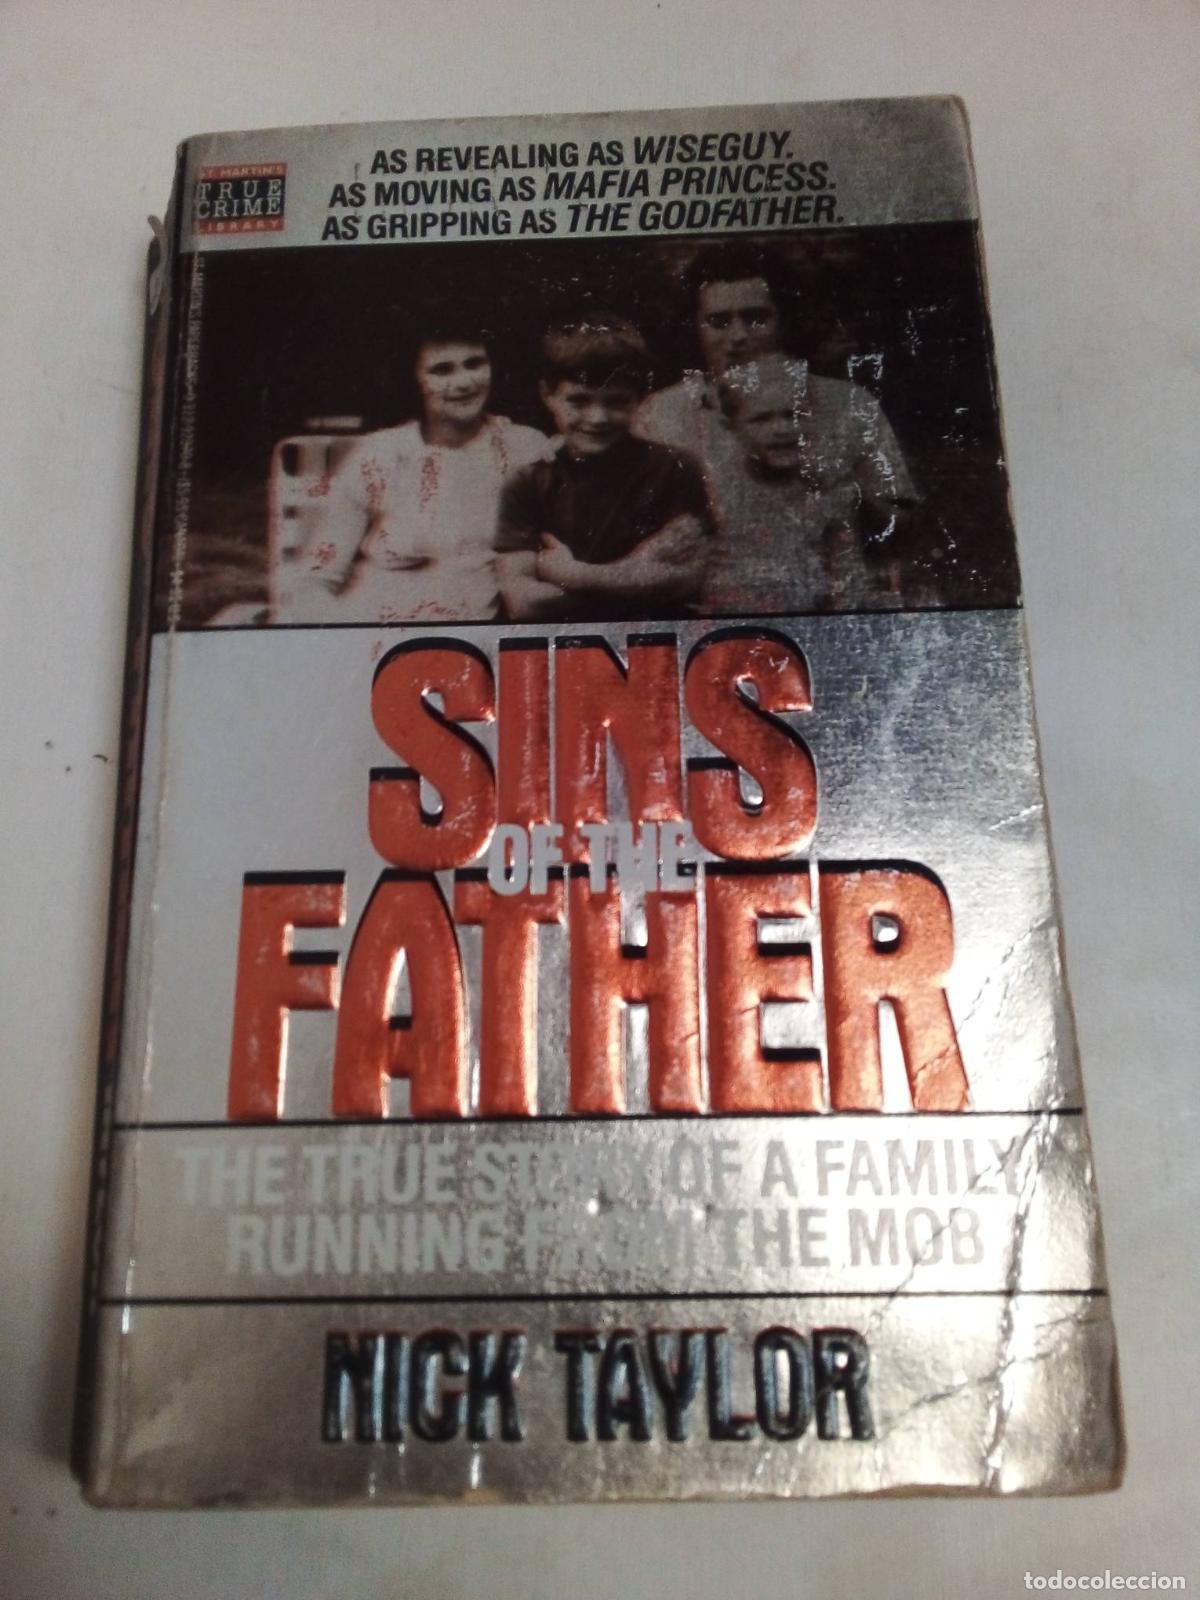 AS REVEALING AS WISEGUY.
AS MOVING AS MAFIA PRINCESS.
AS GRIPPING AS THE GODFATHER.
ST. MARTIN'S
TRUE
CRIME
LIBRARY
SINS
OF THE
FATHER
THE TRUE STORY OF A FAMILY
RUNNING FROM THE MOB
NICK TAYLOR
todocoleccion